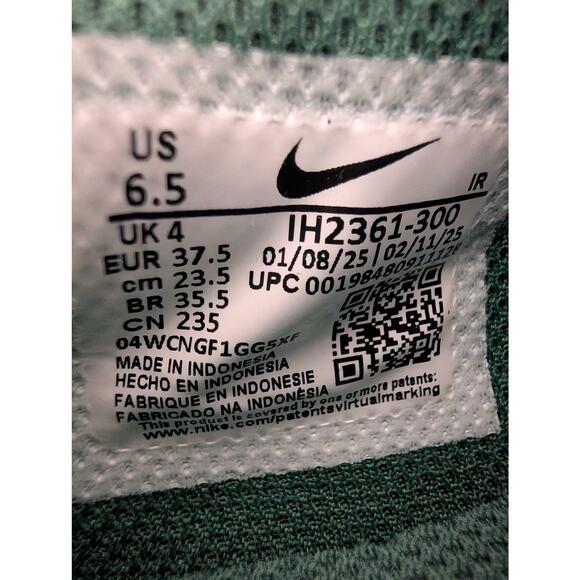 US
6.5
IR
UK 4
EUR 37.5
cm 23.5
BR 35.5
CN 235
IH2361-300
01/08/25 | 02/11/25
UPC
04WCNGF1GG5XF
MADE IN INDONESIA
HECHO EN INDONESIA
FABRIQUE EN INDONESIE
FABRICADO NA INDONÉSIA
This product is covered by one or more patents:
www.nike.com/patentsvirtualmarking